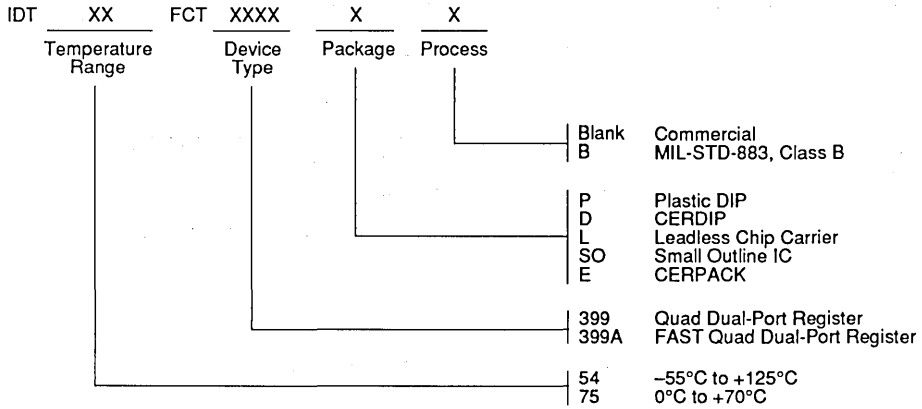 IDT XX FCT XXXX X X
Temperature Range
Device Type
Package
Process
Blank Commercial
B MIL-STD-883, Class B
P Plastic DIP
D CERDIP
L Leadless Chip Carrier
SO Small Outline IC
E CERPACK
399 Quad Dual-Port Register
399A FAST Quad Dual-Port Register
54 –55°C to +125°C
75 0°C to +70°C